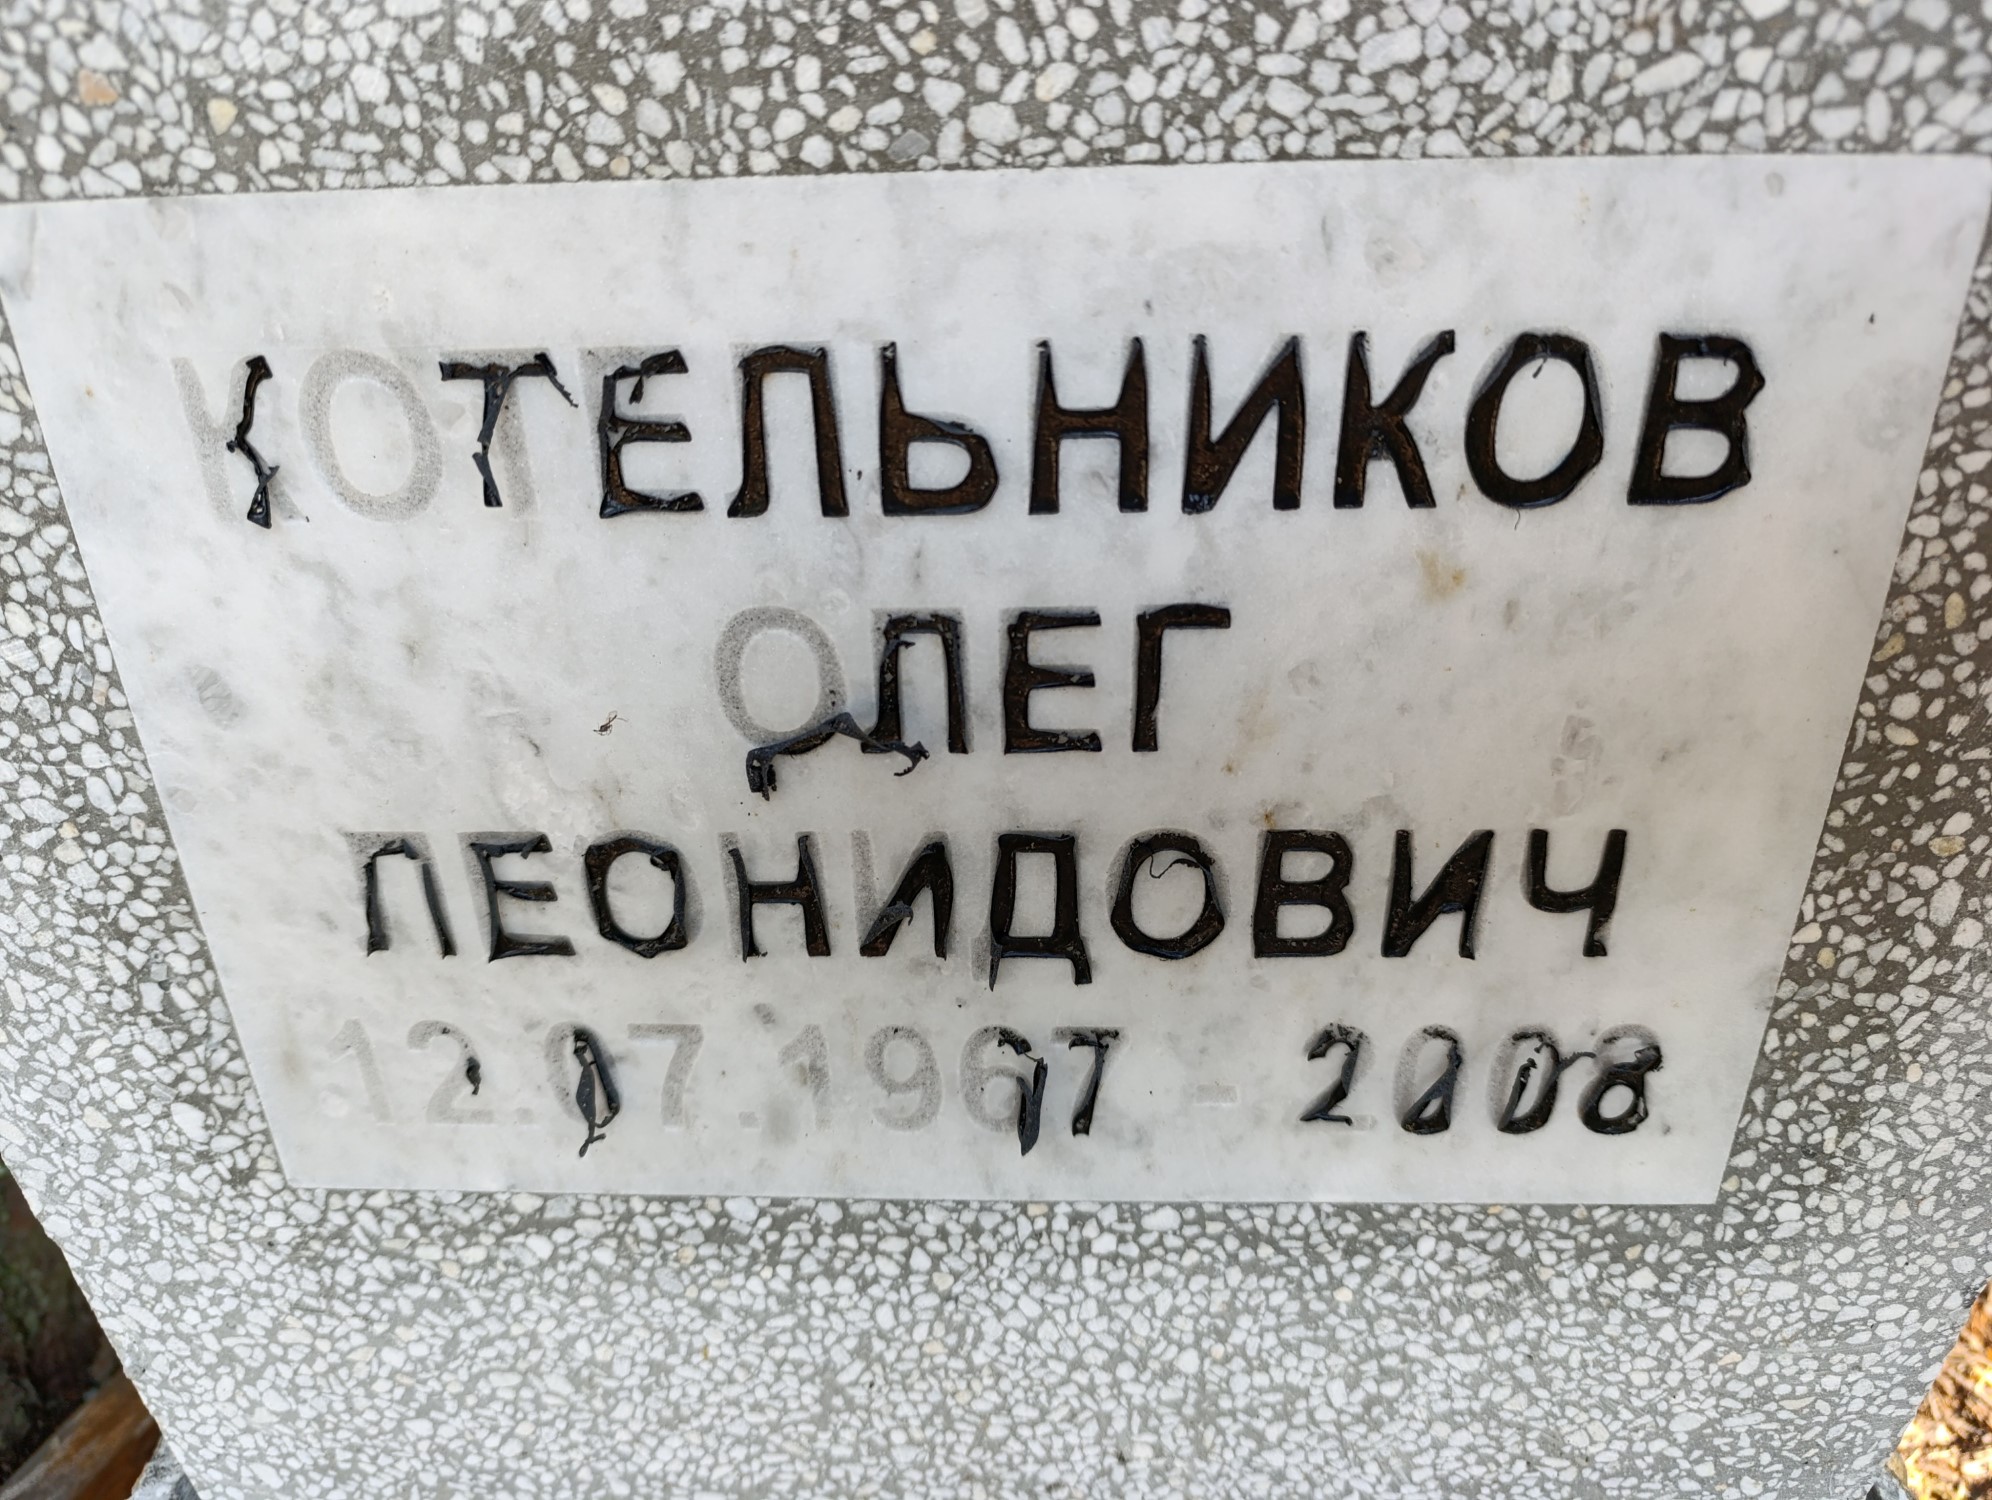 КОТЕЛЬНИКОВ
ОЛЕГ
ЛЕОНИДОВИЧ
12.07.1967 - 2008